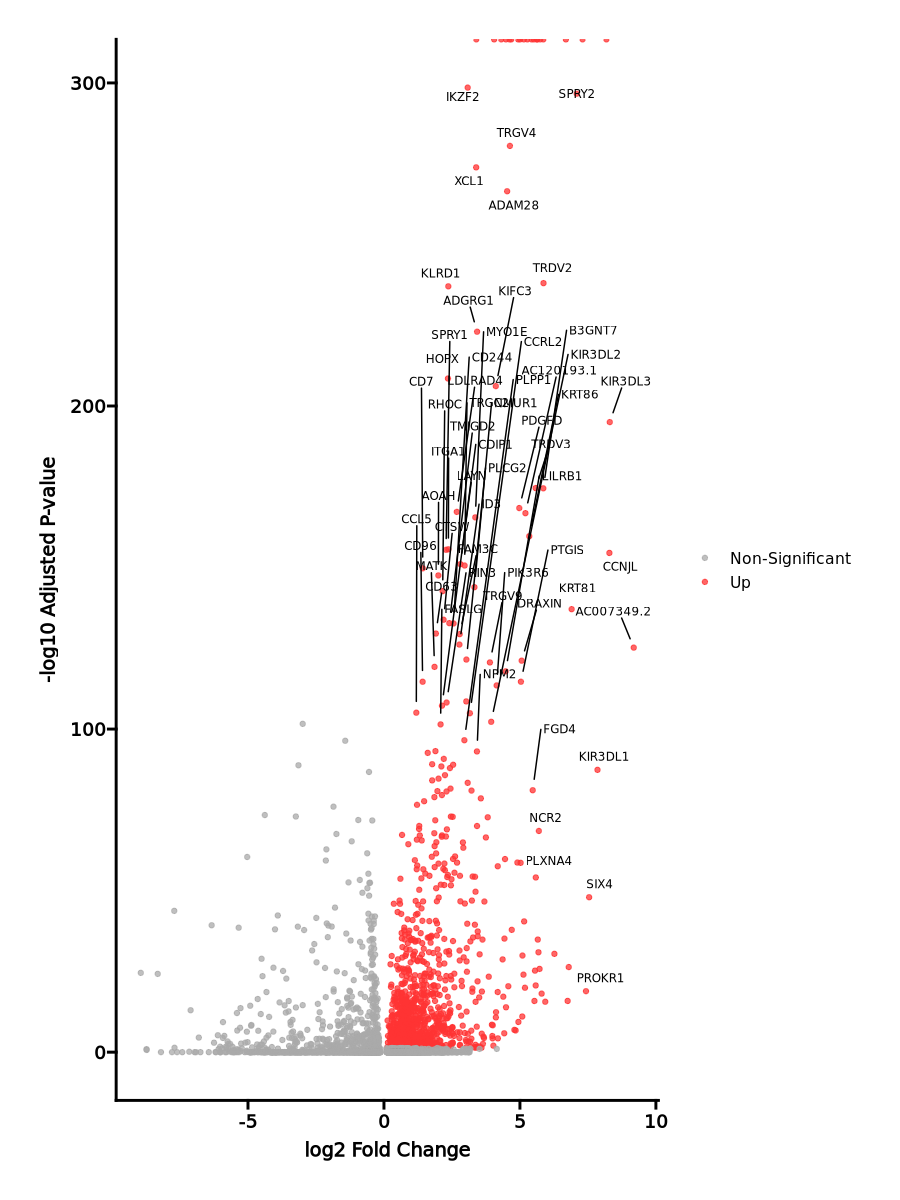 300
IKZF2
SPRY2
TRGV4
XCL1
ADAM28
KLRD1
TRDV2
KIFC3
ADGRG1
SPRY1
MYO1E
B3GNT7
CCRL2
HOPX
CD244
KIR3DL2
AC120193.1
CD7
LDLRAD4
PLPP1
KIR3DL3
KRT86
200
RHOC
TMIGD2
PDGFD
ITGA1
CDIP1
TRDV3
LAYN
PLCG2
LILRB1
AOAH
ID3
CCL5
CTSW
CD96
FAM3C
PTGIS
CCNJL
MATK
RIN3
PIK3R6
CD63
KRT81
TRGV9
FASLG
DRAXIN
AC007349.2
NPM2
100
FGD4
KIR3DL1
NCR2
PLXNA4
SIX4
PROKR1
0
-5
0
5
10
log2 Fold Change
-log10 Adjusted P-value
Non-Significant
Up